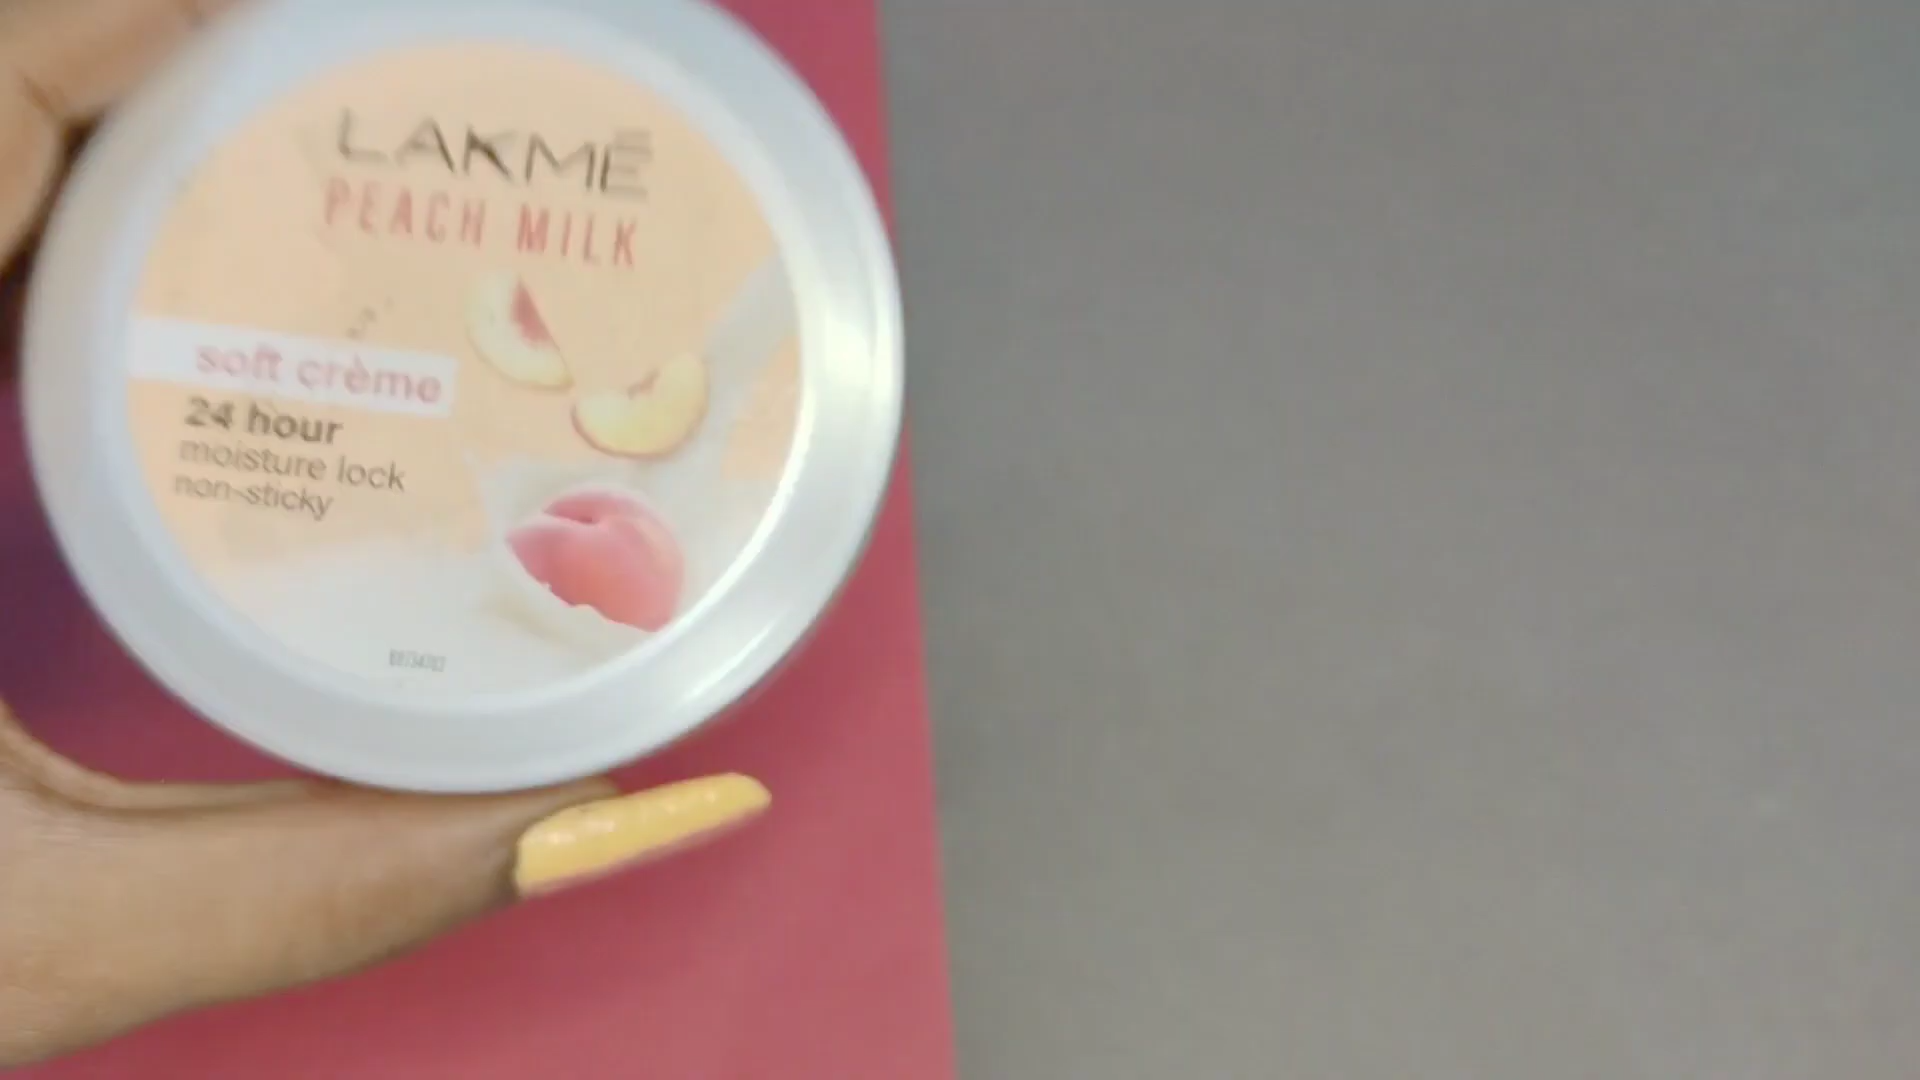 LAKMÉ
PEACH MILK
soft crème
24 hour
moisture lock
non-sticky